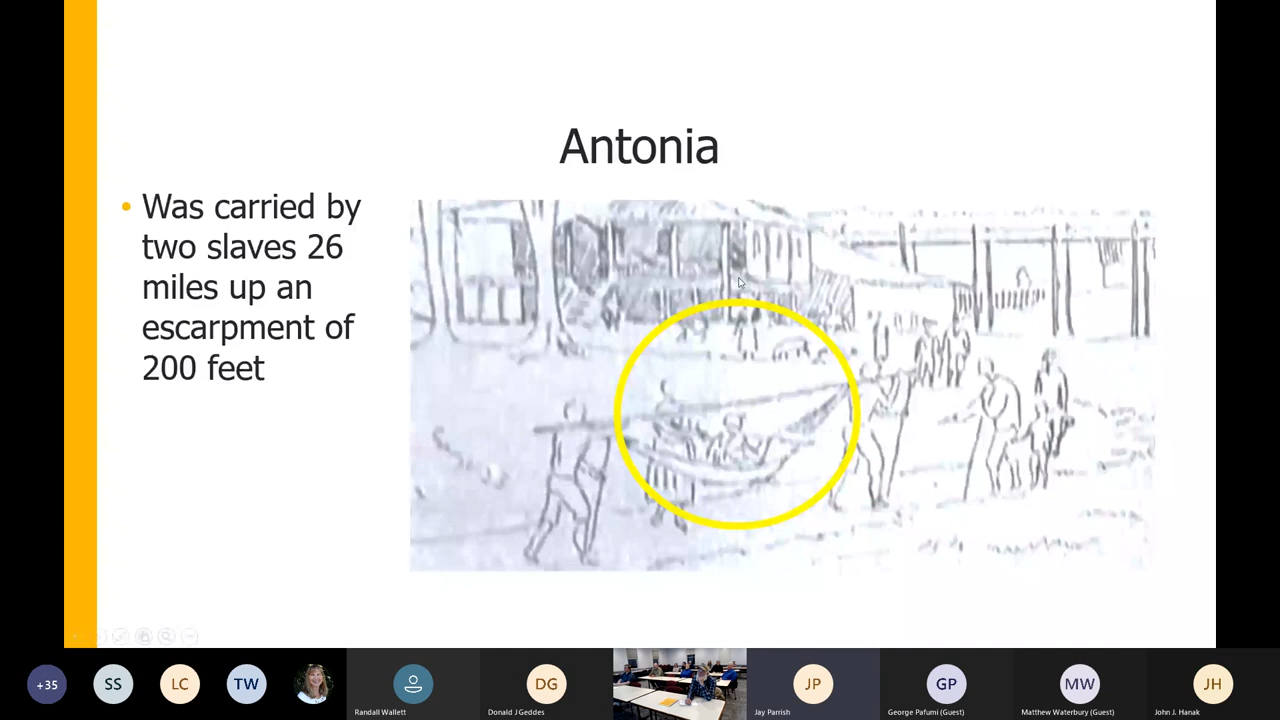 Antonia
• Was carried by
two slaves 26
miles up an
escarpment of
200 feet
+35
SS
LC
TW
Randall Wallett
DG
Donald J Geddes
JP
Jay Parrish
GP
George Pafumi (Guest)
MW
Matthew Waterbury (Guest)
JH
John J. Hanak